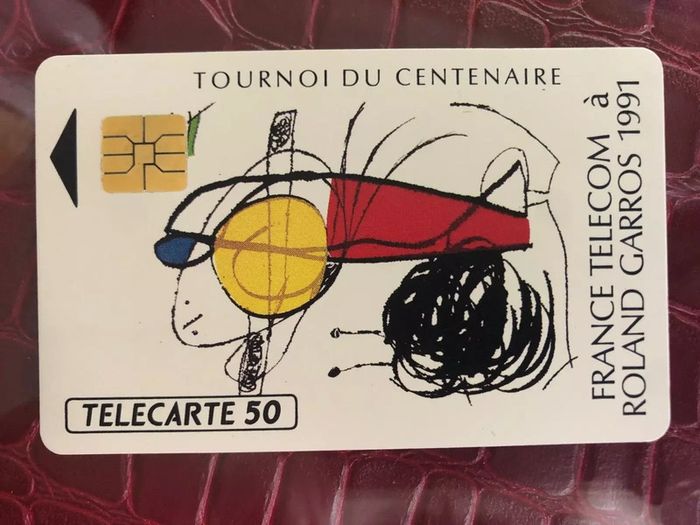 TOURNOI DU CENTENAIRE
FRANCE TELECOM à
ROLAND GARROS 1991
TELECARTE 50